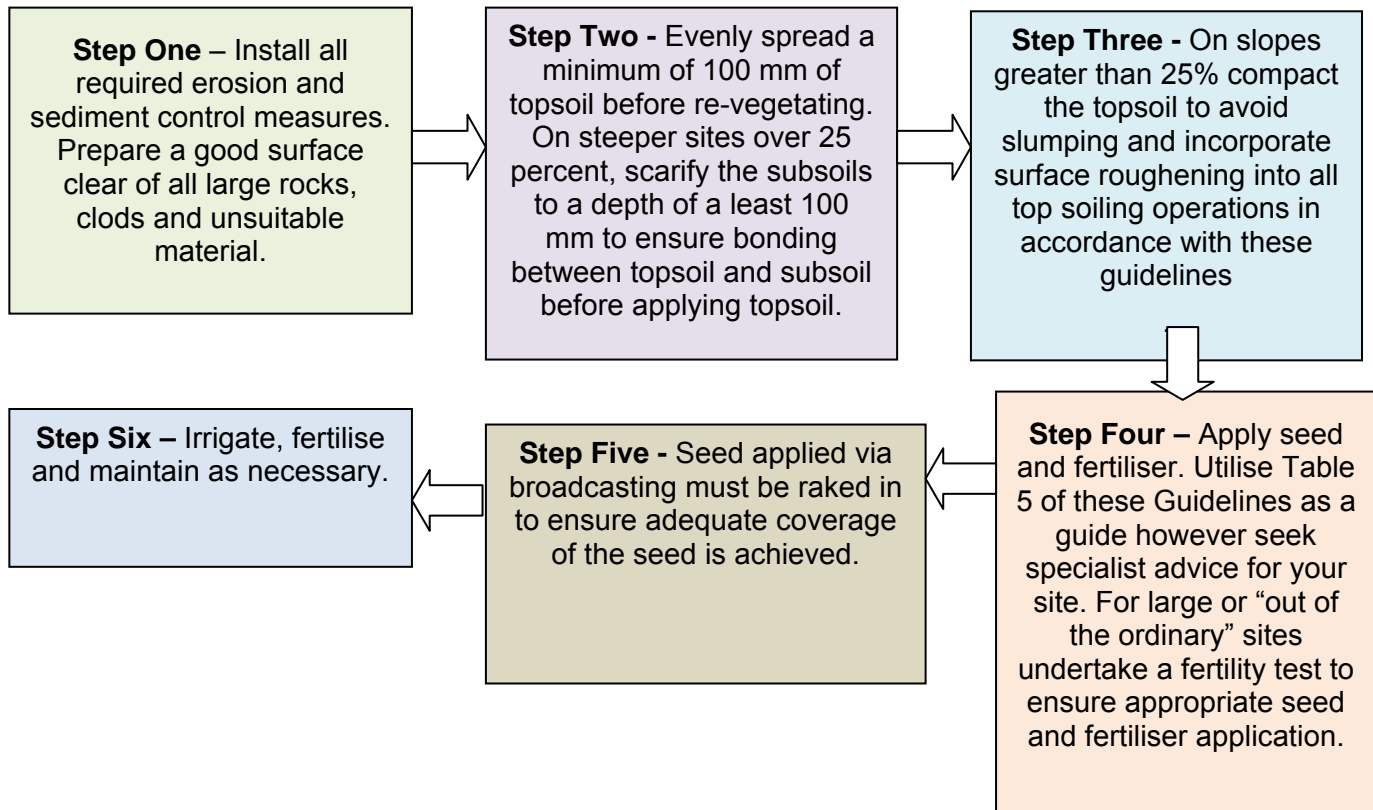 Step One – Install all
required erosion and
sediment control measures.
Prepare a good surface
clear of all large rocks,
clods and unsuitable
material.
Step Two - Evenly spread a
minimum of 100 mm of
topsoil before re-vegetating.
On steeper sites over 25
percent, scarify the subsoils
to a depth of a least 100
mm to ensure bonding
between topsoil and subsoil
before applying topsoil.
Step Three - On slopes
greater than 25% compact
the topsoil to avoid
slumping and incorporate
surface roughening into all
top soiling operations in
accordance with these
guidelines
Step Four – Apply seed
and fertiliser. Utilise Table
5 of these Guidelines as a
guide however seek
specialist advice for your
site. For large or “out of
the ordinary” sites
undertake a fertility test to
ensure appropriate seed
and fertiliser application.
Step Five - Seed applied via
broadcasting must be raked in
to ensure adequate coverage
of the seed is achieved.
Step Six – Irrigate, fertilise
and maintain as necessary.